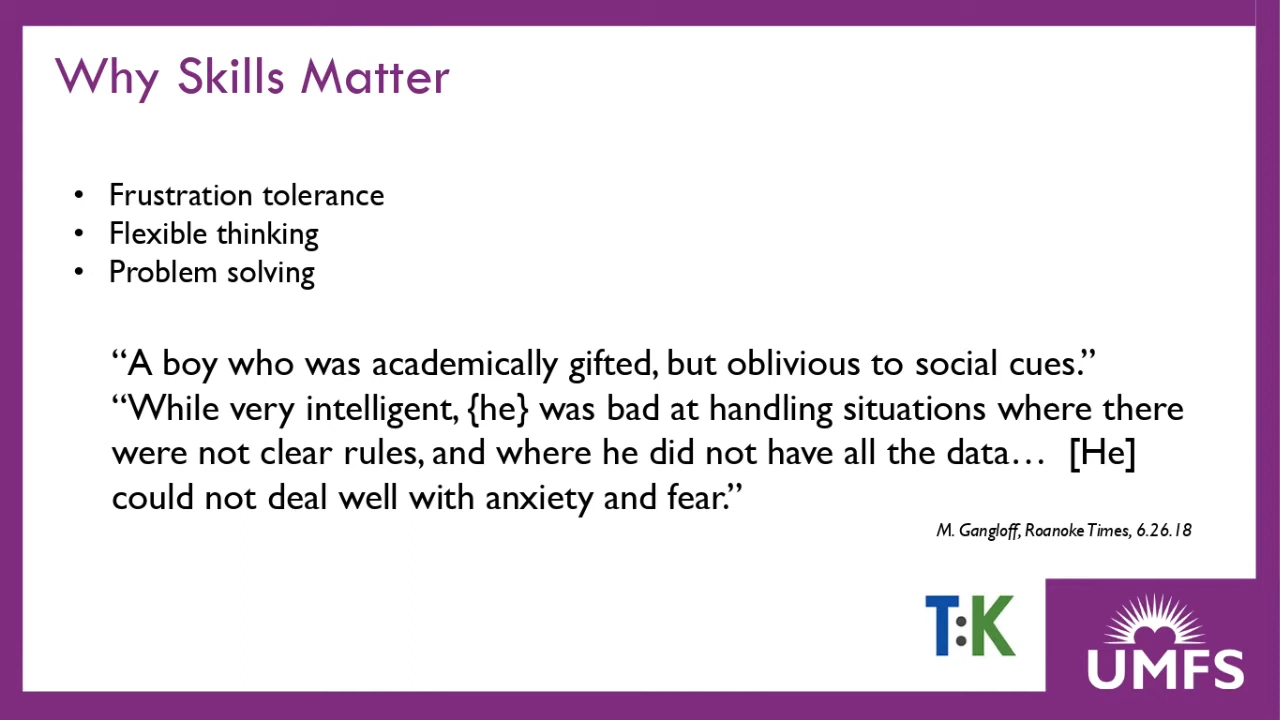 Why Skills Matter
• Frustration tolerance
• Flexible thinking
• Problem solving
“A boy who was academically gifted, but oblivious to social cues.”
“While very intelligent, {he} was bad at handling situations where there
were not clear rules, and where he did not have all the data… [He]
could not deal well with anxiety and fear.”
M. Gangloff, Roanoke Times, 6.26.18
T:K
UMFS